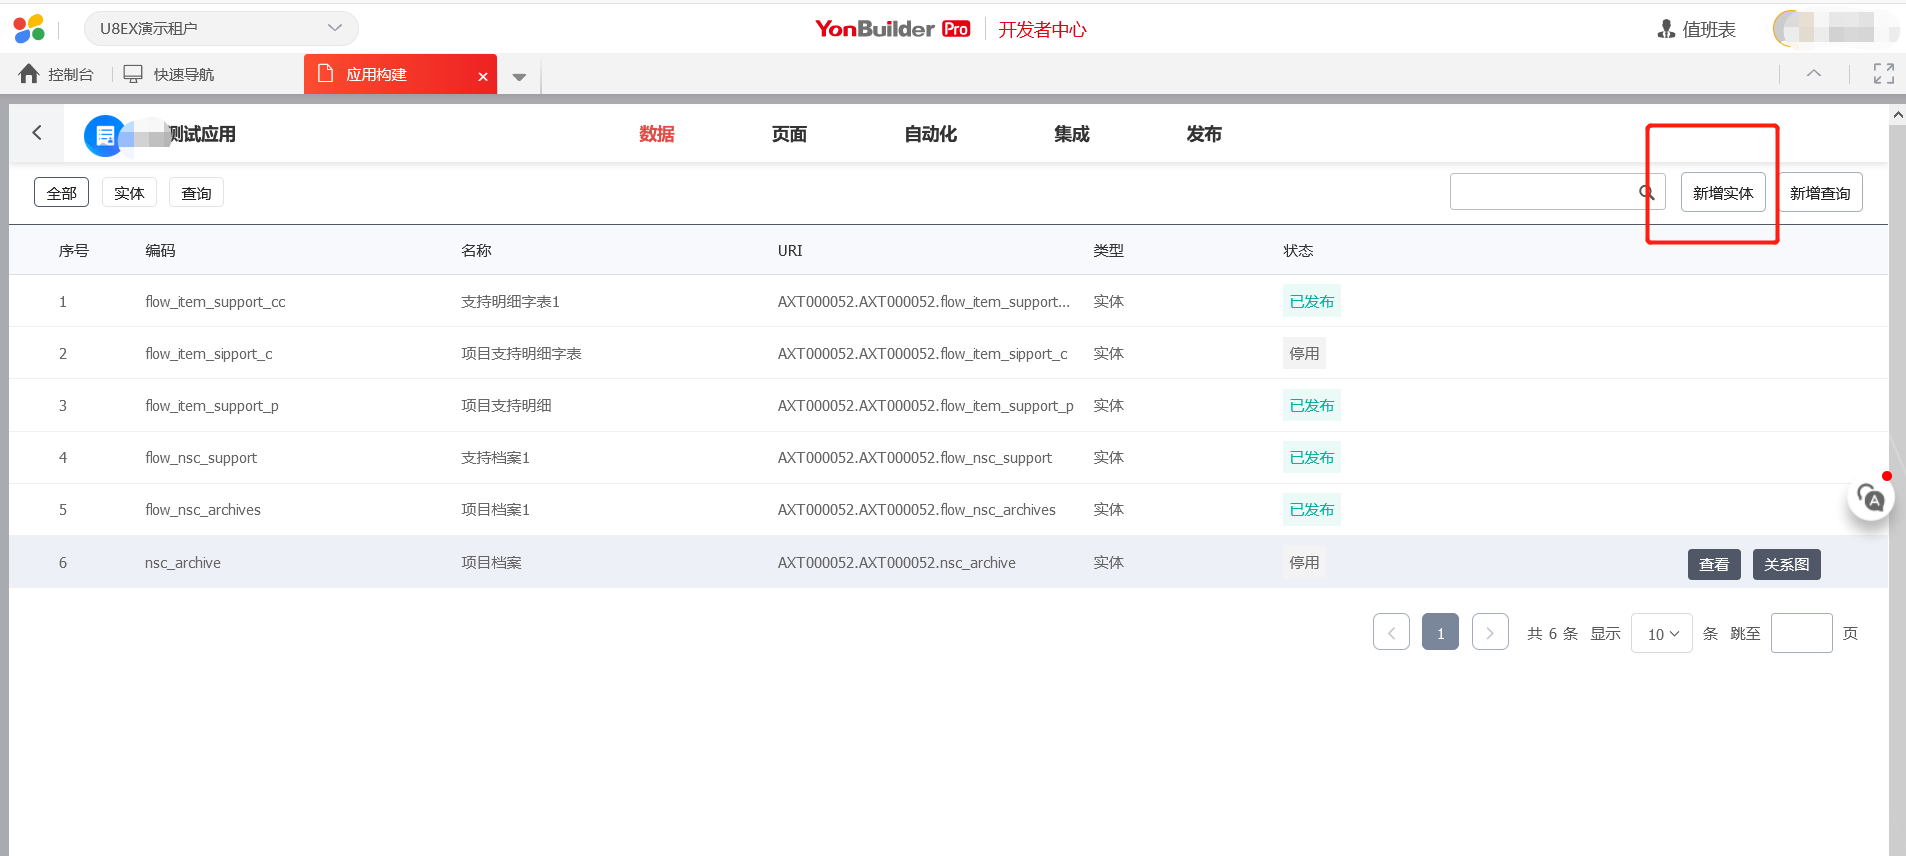 U8EX演示租户
YonBuilder Pro 开发者中心
值班表
控制台 快速导航 应用构建
测试应用 数据 页面 自动化 集成 发布
全部 实体 查询 新增实体 新增查询
序号 编码 名称 URI 类型 状态
1 flow_item_support_cc 支持明细字表1 AXT000052.AXT000052.flow_item_support... 实体 已发布
2 flow_item_sipport_c 项目支持明细字表 AXT000052.AXT000052.flow_item_sipport_c 实体 停用
3 flow_item_support_p 项目支持明细 AXT000052.AXT000052.flow_item_support_p 实体 已发布
4 flow_nsc_support 支持档案1 AXT000052.AXT000052.flow_nsc_support 实体 已发布
5 flow_nsc_archives 项目档案1 AXT000052.AXT000052.flow_nsc_archives 实体 已发布
6 nsc_archive 项目档案 AXT000052.AXT000052.nsc_archive 实体 停用 查看 关系图
1 共 6 条 显示 10 条 跳至 页